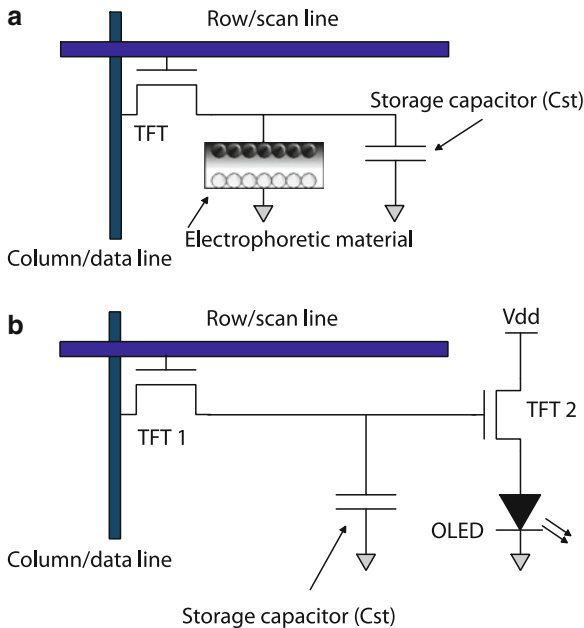 a
Row/scan line
Storage capacitor (Cst)
TFT
Electrophoretic material
Column/data line
b
Row/scan line
Vdd
TFT 2
TFT 1
OLED
Column/data line
Storage capacitor (Cst)